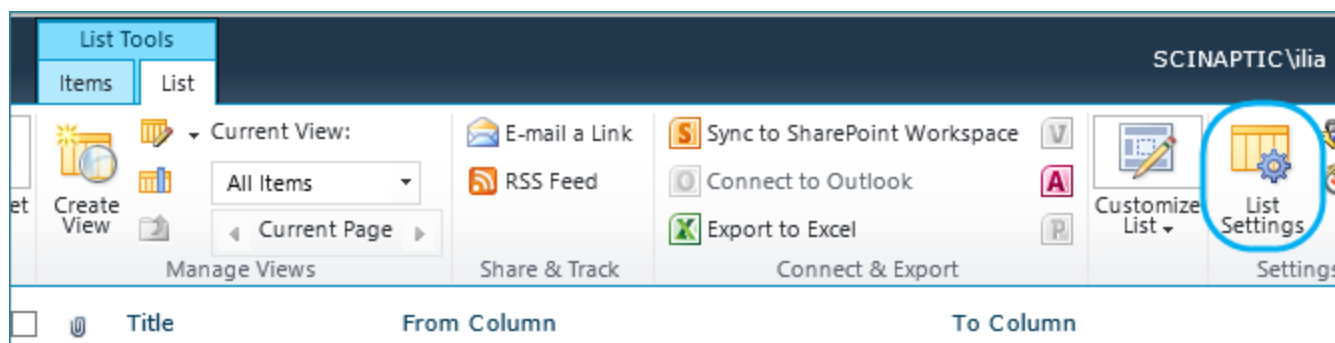 List Tools
SCINAPTIC\ilia
Items List
Current View:
All Items
Current Page
Create
View
Manage Views
E-mail a Link
RSS Feed
Share & Track
Sync to SharePoint Workspace
Connect to Outlook
Export to Excel
Connect & Export
Customize
List
List
Settings
Settings
et
S
O
X
V
A
P
Title From Column To Column